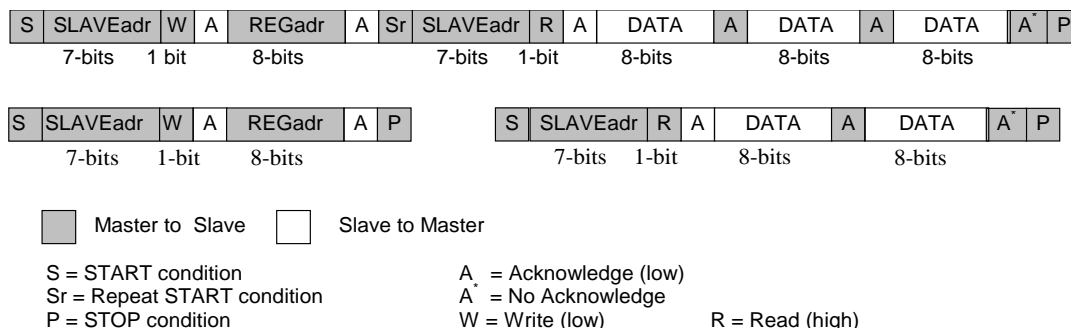 S SLAVEadr W A REGadr A Sr SLAVEadr R A DATA A DATA A DATA A* P
7-bits 1 bit 8-bits 7-bits 1-bit 8-bits 8-bits 8-bits
S SLAVEadr W A REGadr A P
7-bits 1-bit 8-bits
S SLAVEadr R A DATA A DATA A* P
7-bits 1-bit 8-bits 8-bits
Master to Slave Slave to Master
S = START condition
Sr = Repeat START condition
P = STOP condition
A = Acknowledge (low)
A* = No Acknowledge
W = Write (low) R = Read (high)